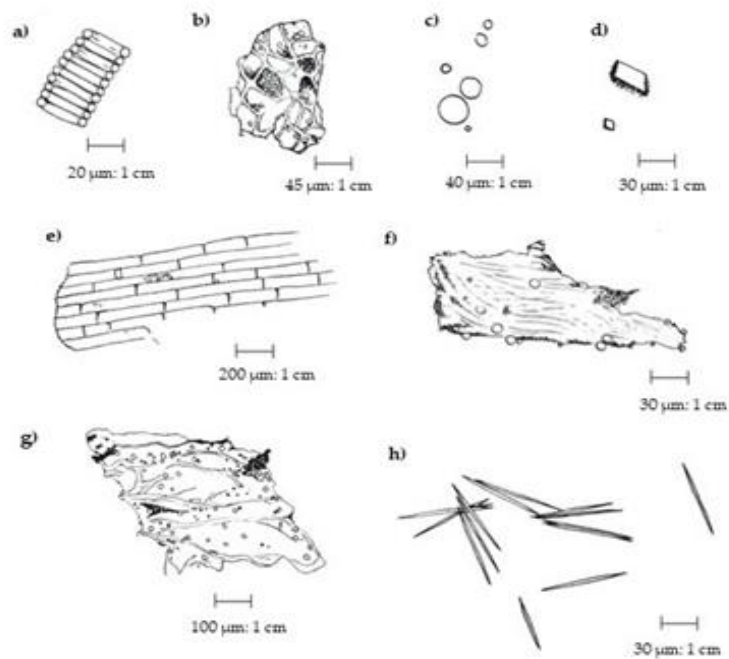 a)
b)
c)
d)
20 µm: 1 cm
45 µm: 1 cm
40 µm: 1 cm
30 µm: 1 cm
e)
f)
200 µm: 1 cm
30 µm: 1 cm
g)
h)
100 µm: 1 cm
30 µm: 1 cm